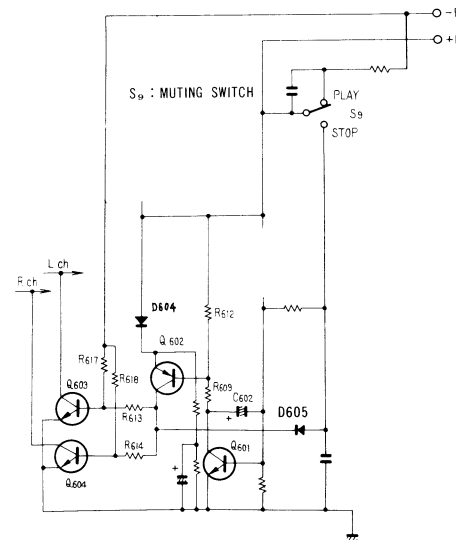 S₉ : MUTING SWITCH
PLAY
S₉
STOP
L ch
R ch
D604
Q602
R612
R617
R618
Q603
R613
R609
C602
+
D605
R614
Q601
Q604
+